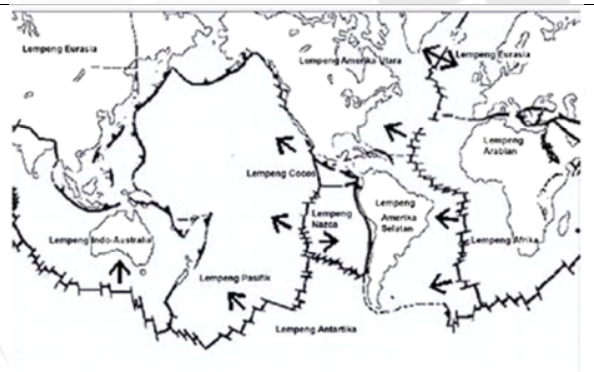 Lempeng Eurasia
Lempeng Amerika Utara
Lempeng Eurasia
Lempeng
Arabian
Lempeng Cocos
Lempeng
Nazca
Lempeng
Amerika
Selatan
Lempeng Indo-Australia
Lempeng Afrika
Lempeng Pasifik
Lempeng Antartika